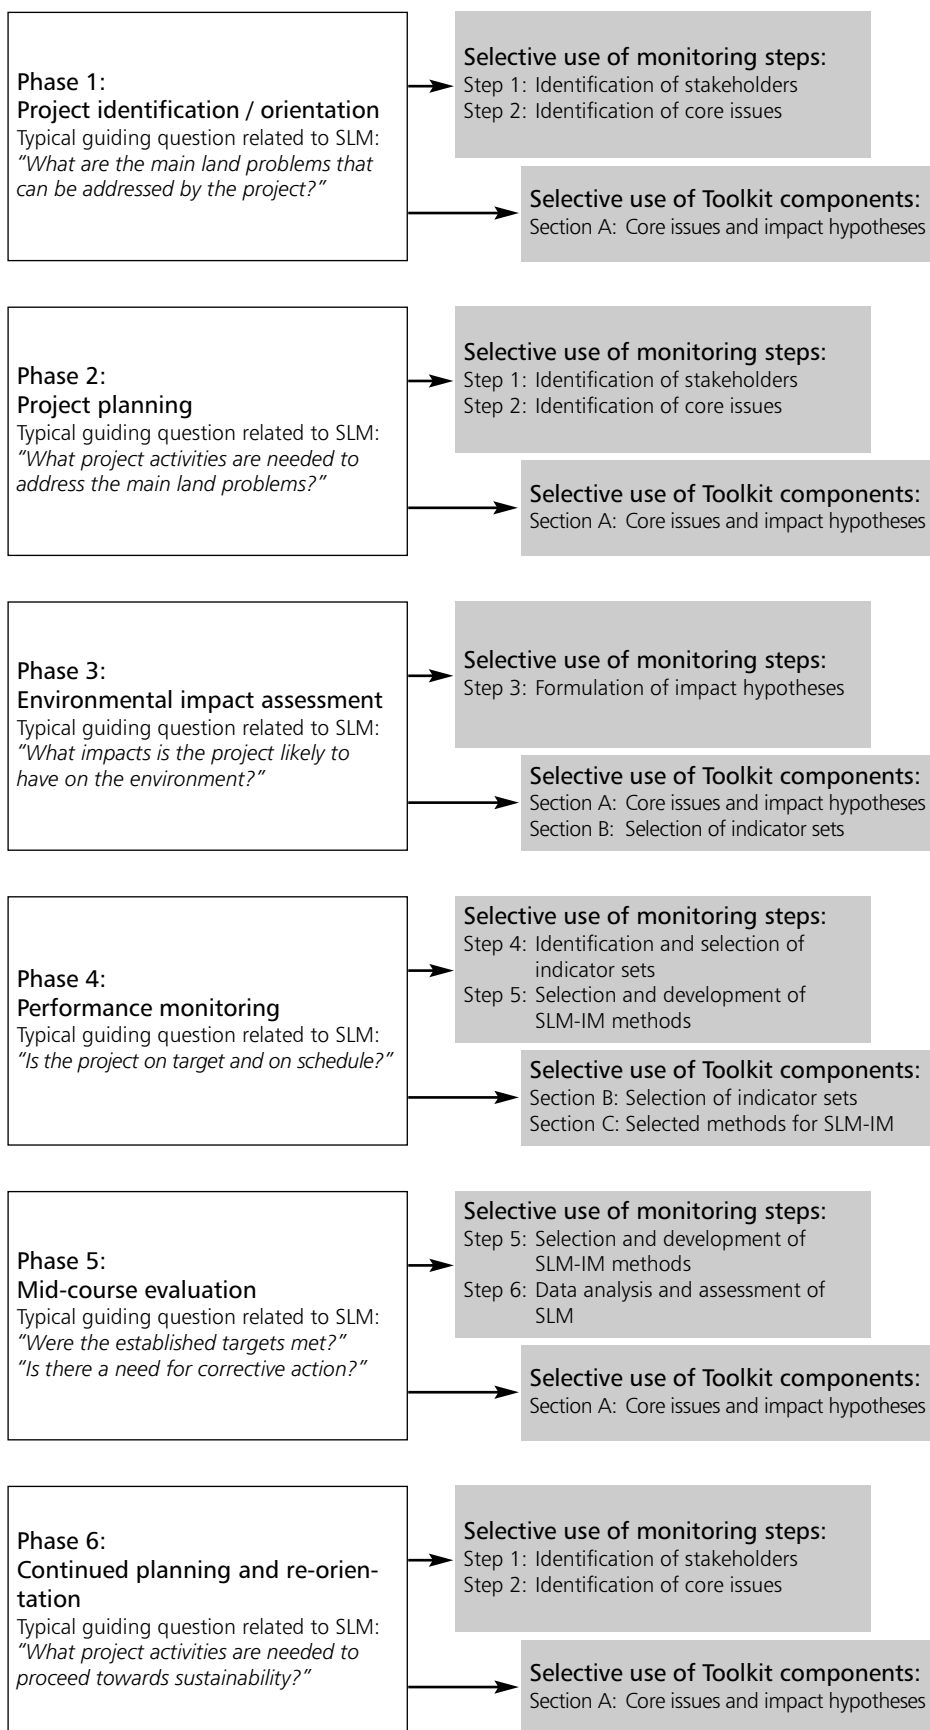 Phase 1:
Project identification / orientation
Typical guiding question related to SLM:
“What are the main land problems that
can be addressed by the project?”
Selective use of monitoring steps:
Step 1: Identification of stakeholders
Step 2: Identification of core issues
Selective use of Toolkit components:
Section A: Core issues and impact hypotheses
Phase 2:
Project planning
Typical guiding question related to SLM:
“What project activities are needed to
address the main land problems?”
Selective use of monitoring steps:
Step 1: Identification of stakeholders
Step 2: Identification of core issues
Selective use of Toolkit components:
Section A: Core issues and impact hypotheses
Phase 3:
Environmental impact assessment
Typical guiding question related to SLM:
“What impacts is the project likely to
have on the environment?”
Selective use of monitoring steps:
Step 3: Formulation of impact hypotheses
Selective use of Toolkit components:
Section A: Core issues and impact hypotheses
Section B: Selection of indicator sets
Phase 4:
Performance monitoring
Typical guiding question related to SLM:
“Is the project on target and on schedule?”
Selective use of monitoring steps:
Step 4: Identification and selection of
indicator sets
Step 5: Selection and development of
SLM-IM methods
Selective use of Toolkit components:
Section B: Selection of indicator sets
Section C: Selected methods for SLM-IM
Phase 5:
Mid-course evaluation
Typical guiding question related to SLM:
“Were the established targets met?”
“Is there a need for corrective action?”
Selective use of monitoring steps:
Step 5: Selection and development of
SLM-IM methods
Step 6: Data analysis and assessment of
SLM
Selective use of Toolkit components:
Section A: Core issues and impact hypotheses
Phase 6:
Continued planning and re-orien-
tation
Typical guiding question related to SLM:
“What project activities are needed to
proceed towards sustainability?”
Selective use of monitoring steps:
Step 1: Identification of stakeholders
Step 2: Identification of core issues
Selective use of Toolkit components:
Section A: Core issues and impact hypotheses